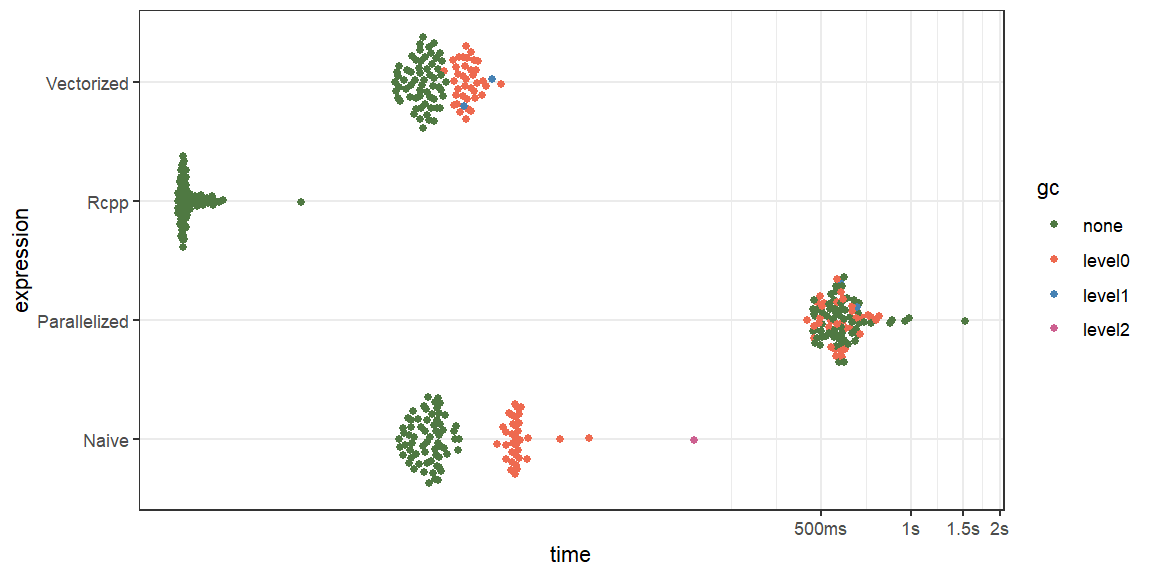 Vectorized
Rcpp
Parallelized
Naive
expression
500ms 1s 1.5s 2s
time
gc
none
level0
level1
level2